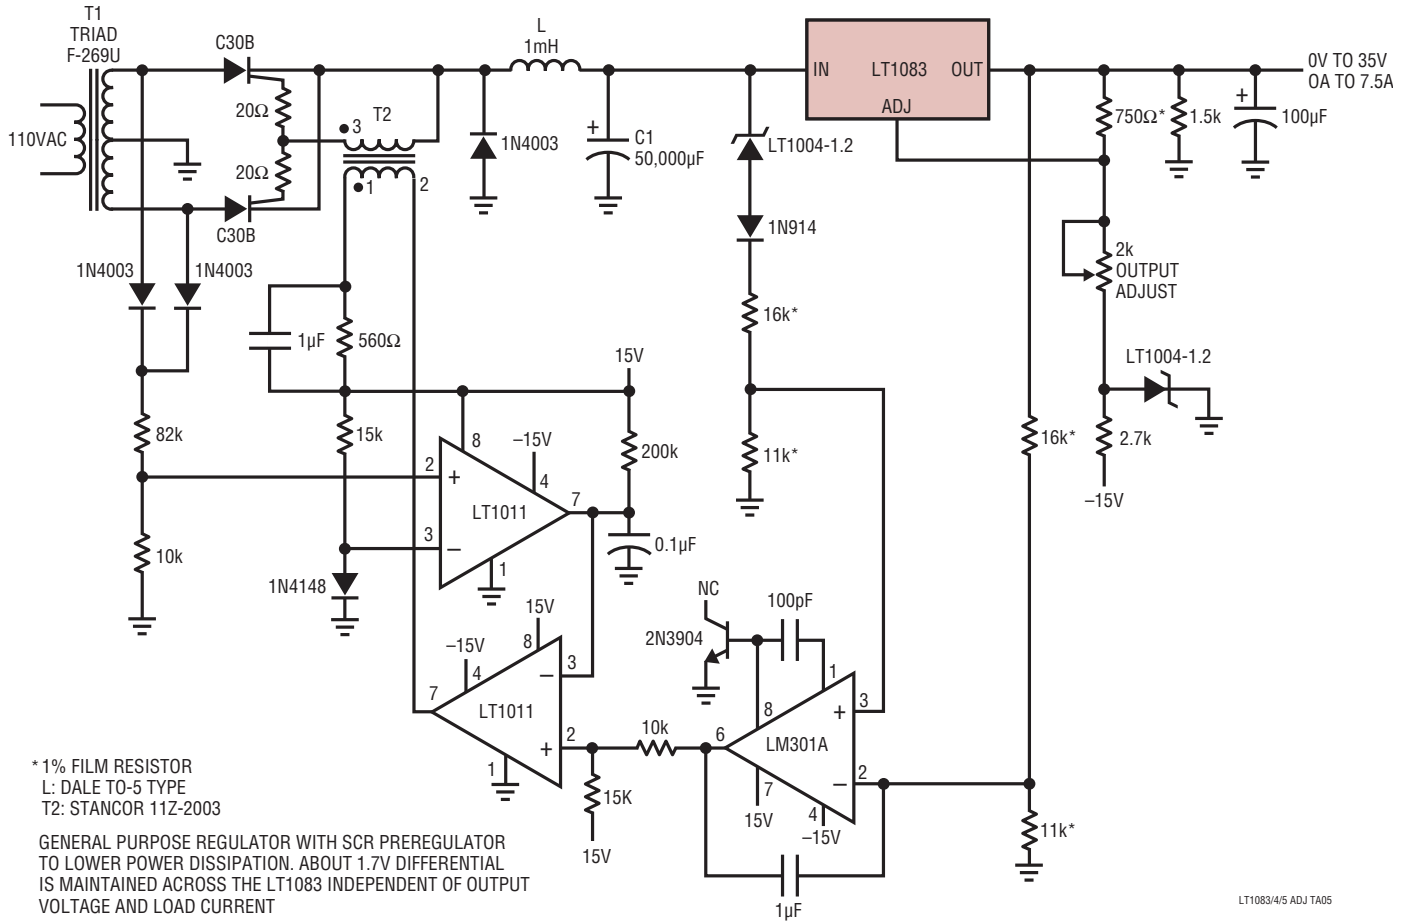 T1
TRIAD
F-269U
110VAC
C30B
20Ω
20Ω
C30B
T2
3
1
2
L
1mH
1N4003
+
C1
50,000µF
LT1004-1.2
1N914
16k*
11k*
IN
LT1083
OUT
ADJ
0V TO 35V
OA TO 7.5A
750Ω*
1.5k
+
100µF
2k
OUTPUT
ADJUST
LT1004-1.2
16k*
2.7k
–15V
1N4003
1N4003
1µF
560Ω
82k
10k
15k
1N4148
15V
200k
0.1µF
2
+
3
–
8
–15V
4
LT1011
7
1
15V
8
–15V
4
–
3
7
LT1011
+
2
1
15K
15V
10k
NC
2N3904
100pF
1
8
+
3
6
LM301A
–
2
7
15V
4
–15V
1µF
11k*
* 1% FILM RESISTOR
L: DALE TO-5 TYPE
T2: STANCOR 11Z-2003
GENERAL PURPOSE REGULATOR WITH SCR PREREGULATOR
TO LOWER POWER DISSIPATION. ABOUT 1.7V DIFFERENTIAL
IS MAINTAINED ACROSS THE LT1083 INDEPENDENT OF OUTPUT
VOLTAGE AND LOAD CURRENT
LT1083/4/5 ADJ TA05